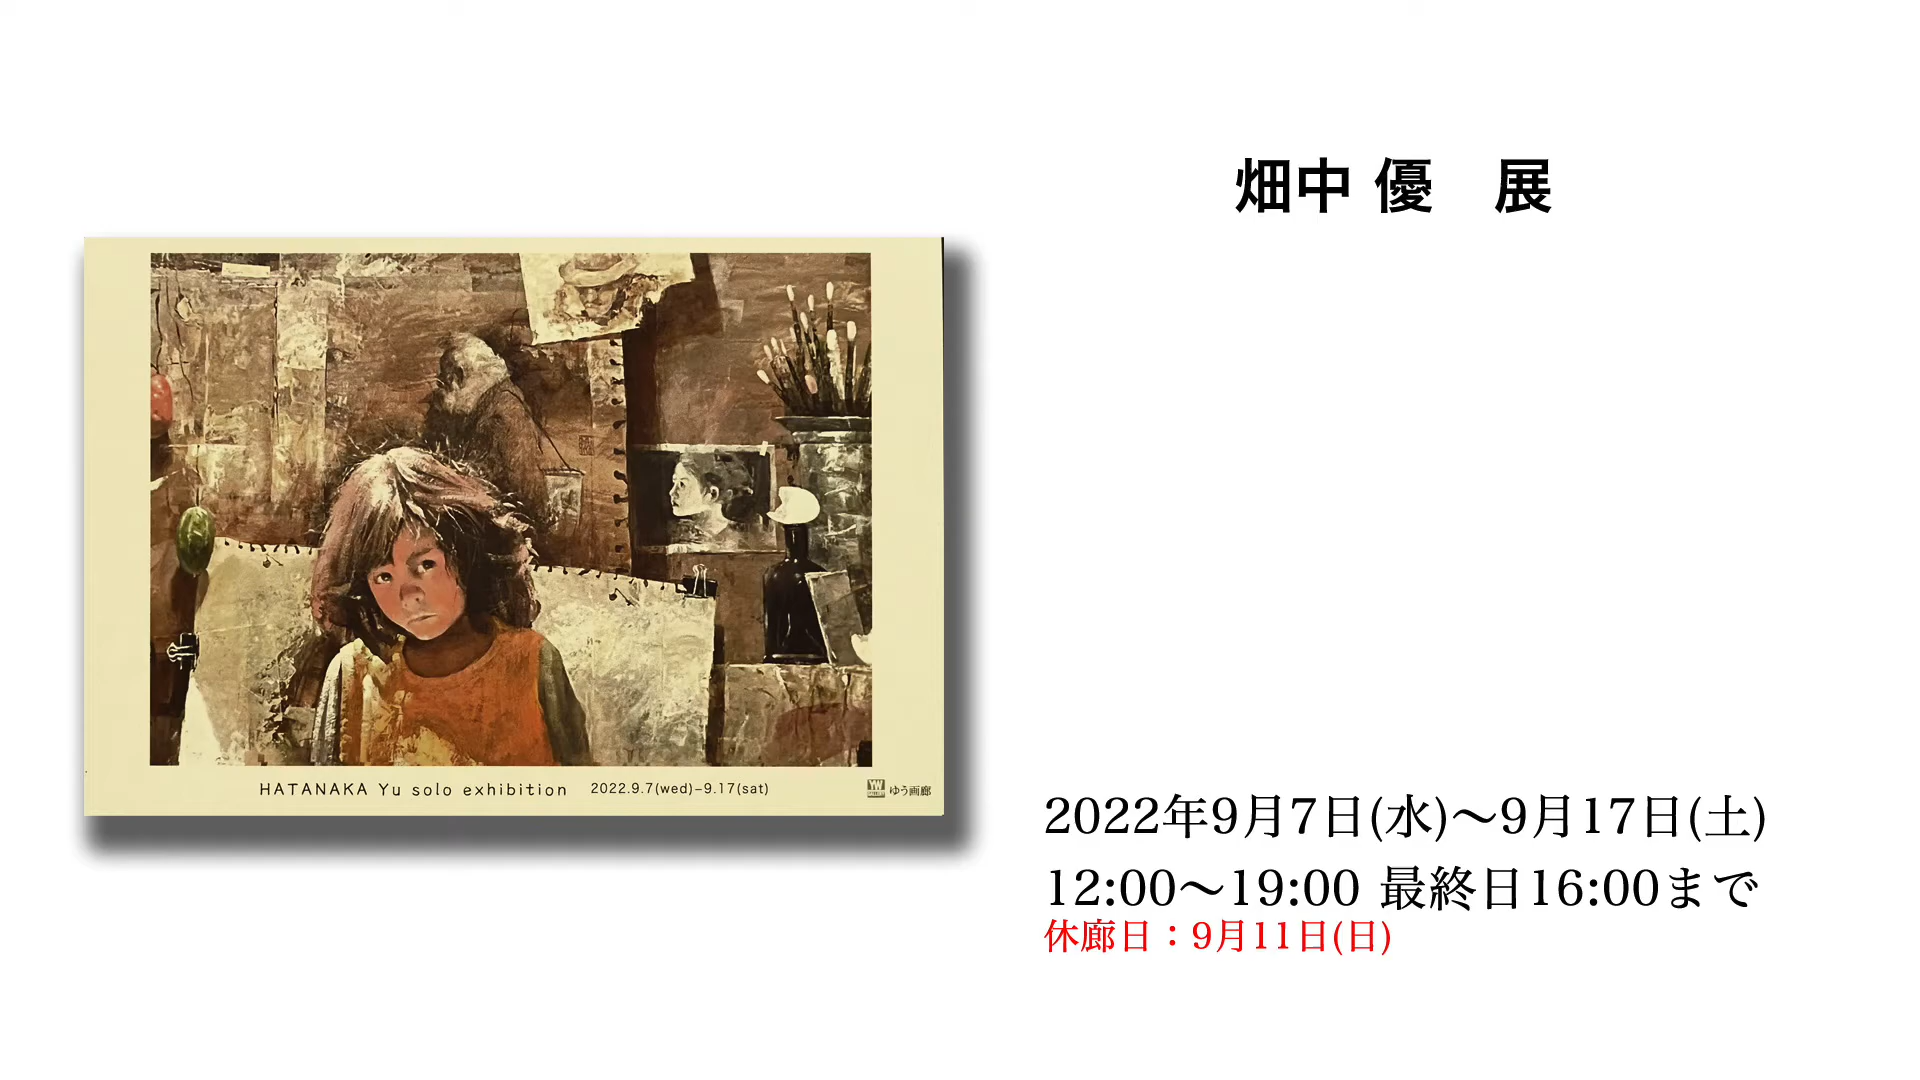 畑中 優　展
HATANAKA Yu solo exhibition 2022.9.7(wed)–9.17(sat)
YW
ゆう画廊
2022年9月7日(水)〜9月17日(土)
12:00〜19:00 最終日16:00まで
休廊日：9月11日(日)